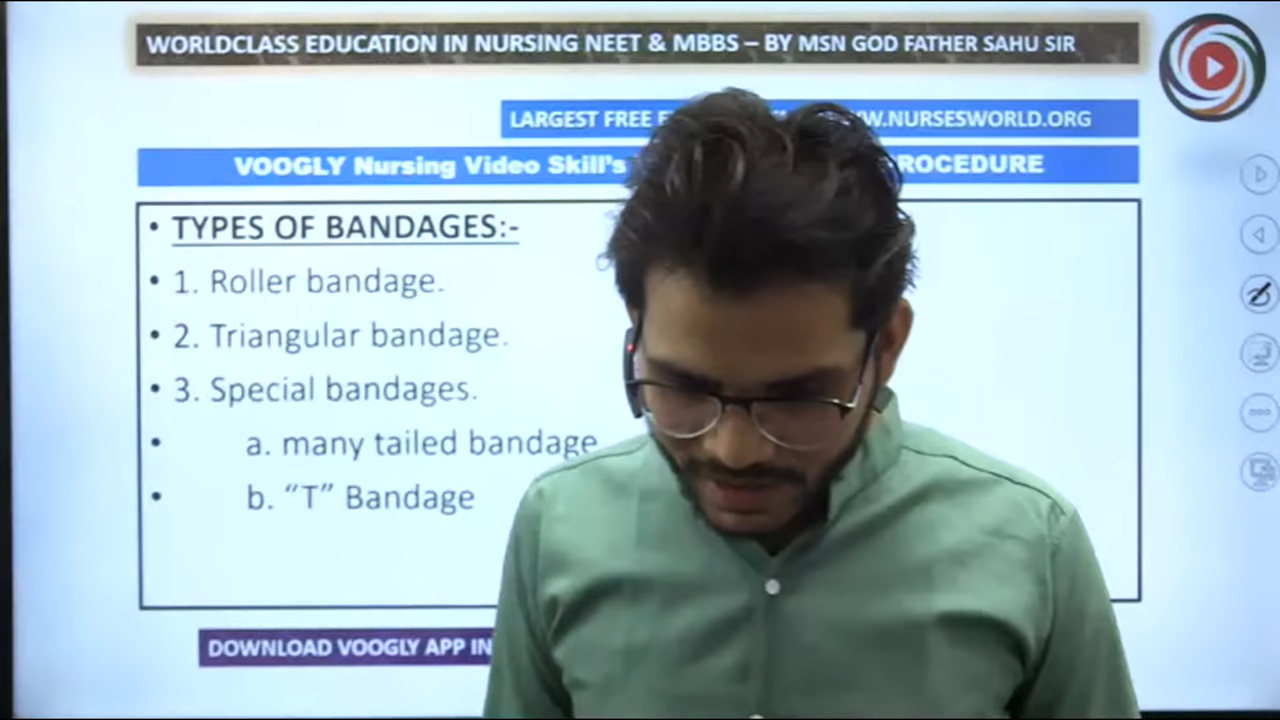 WORLDCLASS EDUCATION IN NURSING NEET & MBBS – BY MSN GOD FATHER SAHU SIR
LARGEST FREE WW.NURSESWORLD.ORG
VOOGLY Nursing Video Skill's ROCEDURE
• TYPES OF BANDAGES:-
• 1. Roller bandage.
• 2. Triangular bandage.
• 3. Special bandages.
• a. many tailed bandage
• b. “T” Bandage
DOWNLOAD VOOGLY APP IN